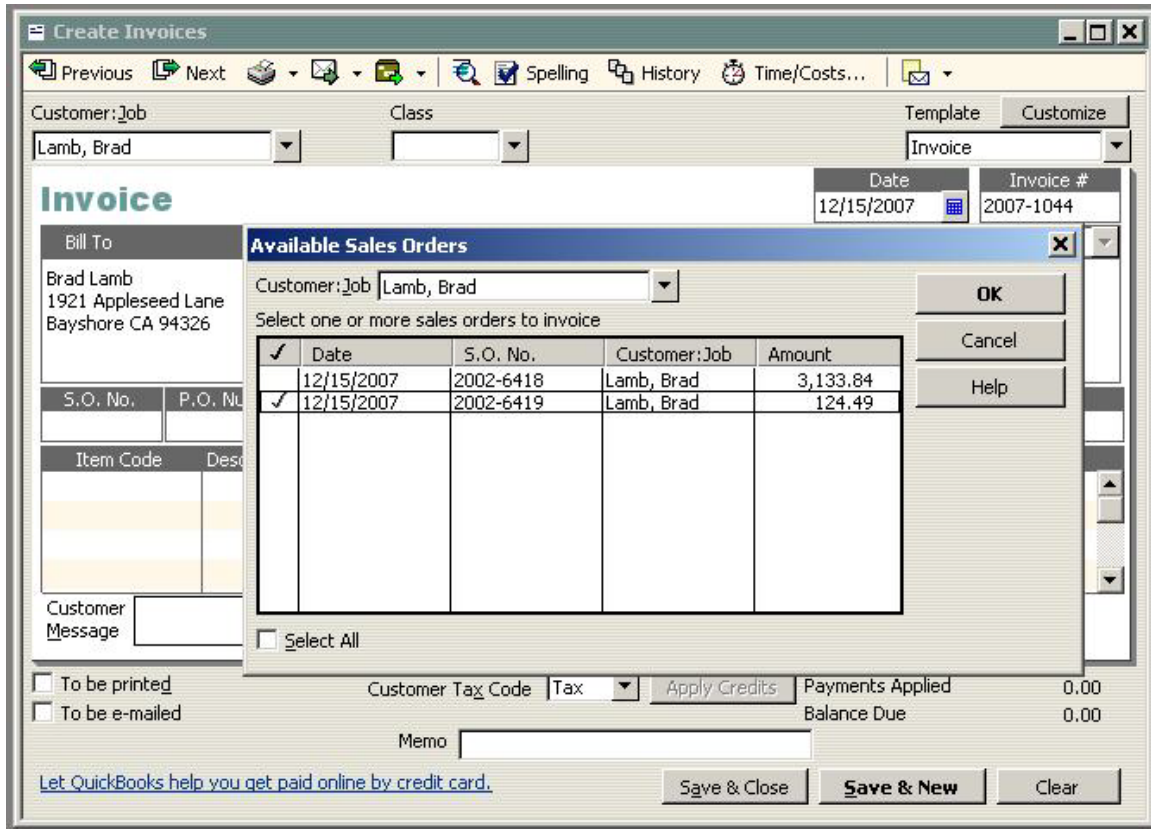 Create Invoices
Previous Next Spelling History Time/Costs...
Customer:Job Class Template Customize
Lamb, Brad Invoice
Invoice
Date Invoice #
12/15/2007 2007-1044
Bill To
Brad Lamb
1921 Appleseed Lane
Bayshore CA 94326
Available Sales Orders
Customer:Job Lamb, Brad
OK
Select one or more sales orders to invoice
Cancel
✓ Date S.O. No. Customer:Job Amount
12/15/2007 2002-6418 Lamb, Brad 3,133.84
✓ 12/15/2007 2002-6419 Lamb, Brad 124.49
Help
Select All
S.O. No. P.O. Nu
Item Code Desc
Customer
Message
To be printed Customer Tax Code Tax Apply Credits Payments Applied 0.00
To be e-mailed Balance Due 0.00
Memo
Let QuickBooks help you get paid online by credit card. Save & Close Save & New Clear